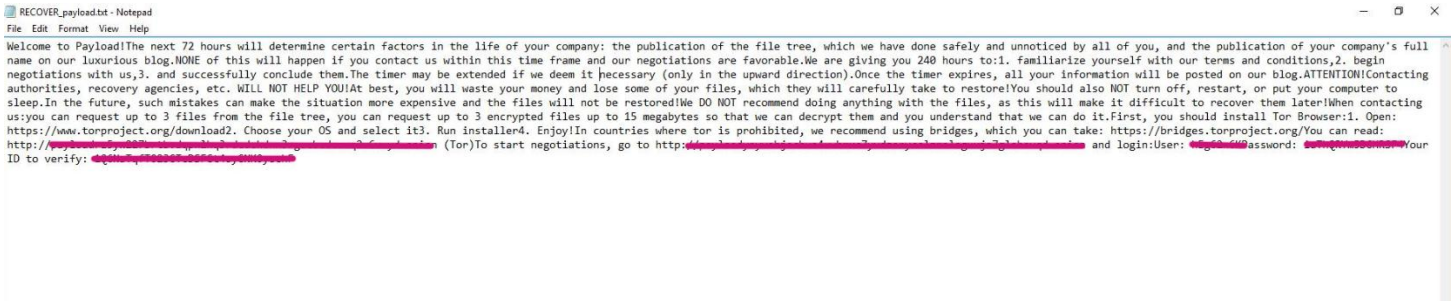 RECOVER_payload.txt - Notepad
File Edit Format View Help
Welcome to Payload!The next 72 hours will determine certain factors in the life of your company: the publication of the file tree, which we have done safely and unnoticed by all of you, and the publication of your company's full
name on our luxurious blog.NONE of this will happen if you contact us within this time frame and our negotiations are favorable.We are giving you 240 hours to:1. familiarize yourself with our terms and conditions,2. begin
negotiations with us,3. and successfully conclude them.The timer may be extended if we deem it necessary (only in the upward direction).Once the timer expires, all your information will be posted on our blog.ATTENTION!Contacting
authorities, recovery agencies, etc. WILL NOT HELP YOU!At best, you will waste your money and lose some of your files, which they will carefully take to restore!You should also NOT turn off, restart, or put your computer to
sleep.In the future, such mistakes can make the situation more expensive and the files will not be restored!We DO NOT recommend doing anything with the files, as this will make it difficult to recover them later!When contacting
us:you can request up to 3 files from the file tree, you can request up to 3 encrypted files up to 15 megabytes so that we can decrypt them and you understand that we can do it.First, you should install Tor Browser:1. Open:
https://www.torproject.org/download2. Choose your OS and select it3. Run installer4. Enjoy!In countries where tor is prohibited, we recommend using bridges, which you can take: https://bridges.torproject.org/You can read:
http:// (Tor)To start negotiations, go to http: and login:User: Password: Your
ID to verify: